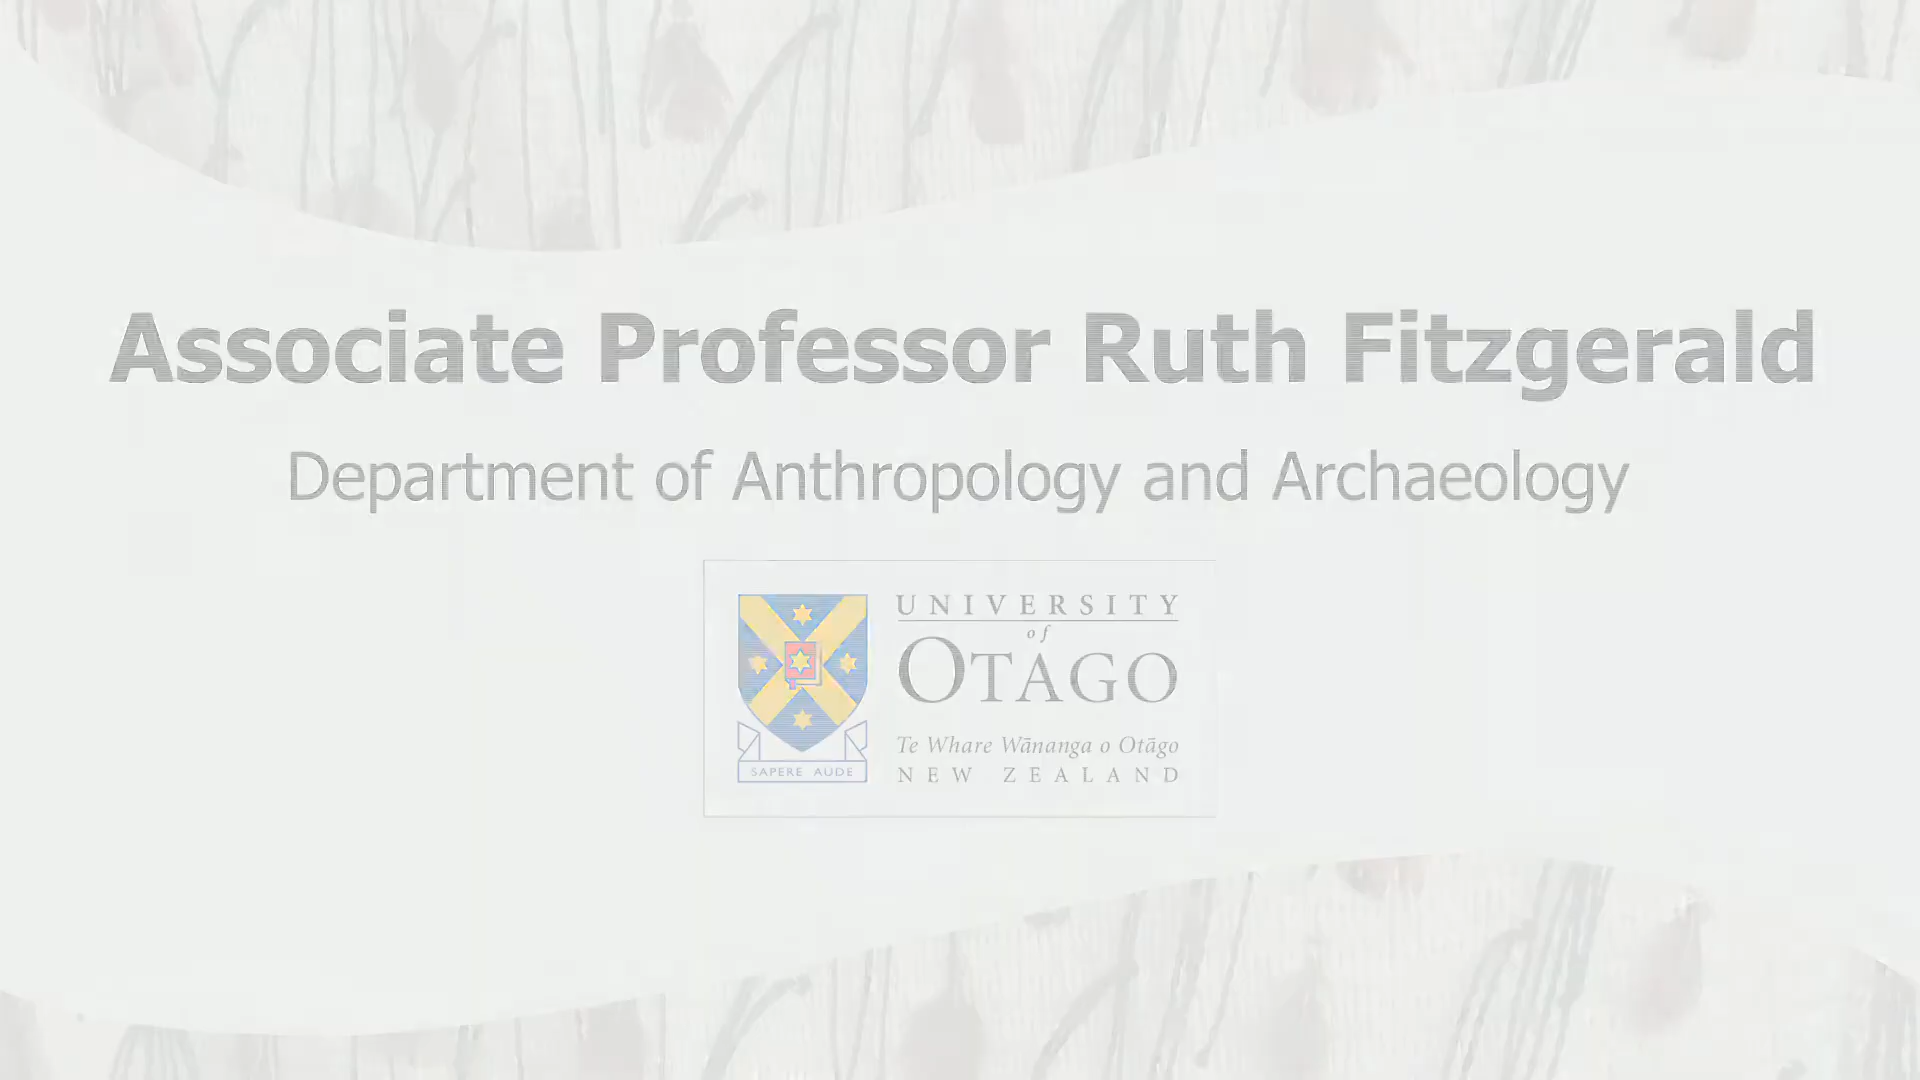 Associate Professor Ruth Fitzgerald
Department of Anthropology and Archaeology
UNIVERSITY
of
OTAGO
Te Whare Wānanga o Otāgo
NEW ZEALAND
SAPERE AUDE